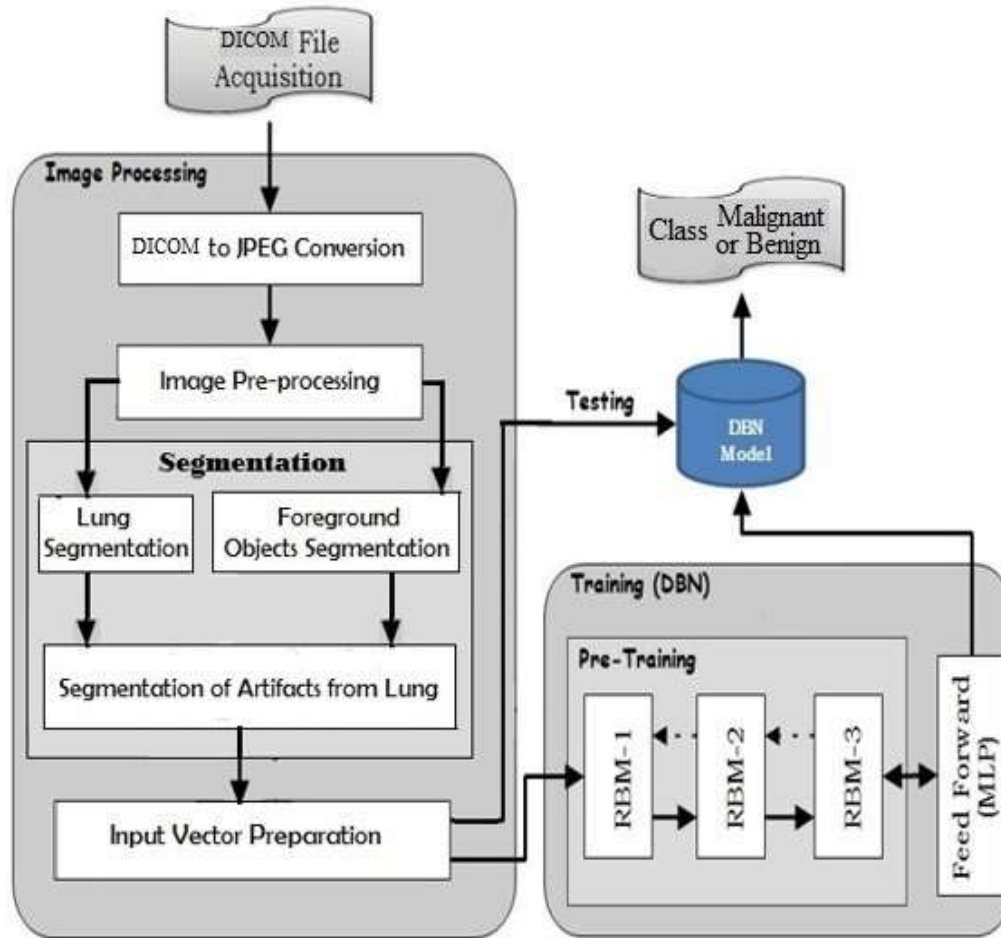 DICOM File
Acquisition
Image Processing
DICOM to JPEG Conversion
Image Pre-processing
Segmentation
Lung
Segmentation
Foreground
Objects Segmentation
Segmentation of Artifacts from Lung
Input Vector Preparation
Testing
Class Malignant
or Benign
DBN
Model
Training (DBN)
Pre-Training
RBM-1
RBM-2
RBM-3
Feed Forward
(MLP)